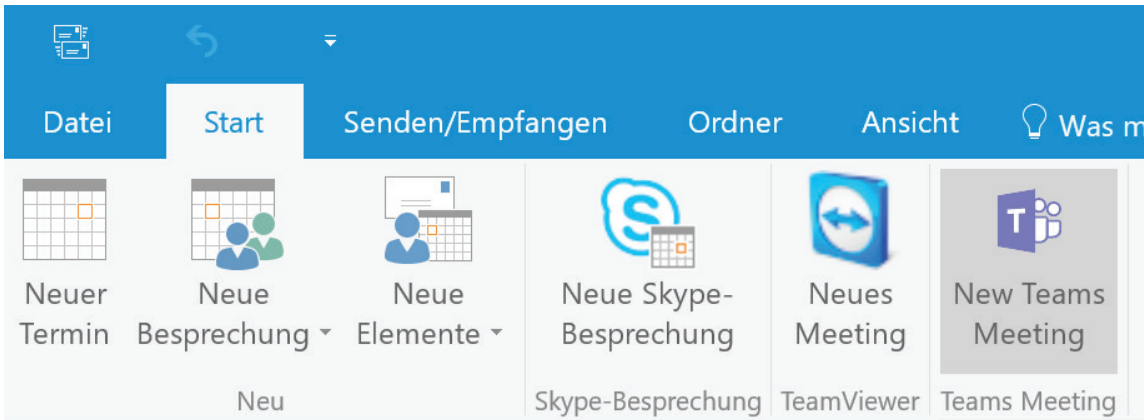 Datei Start Senden/Empfangen Ordner Ansicht Was m
Neuer Termin
Neue Besprechung
Neue Elemente
Neue Skype-
Besprechung
Neues
Meeting
New Teams
Meeting
Neu Skype-Besprechung TeamViewer Teams Meeting